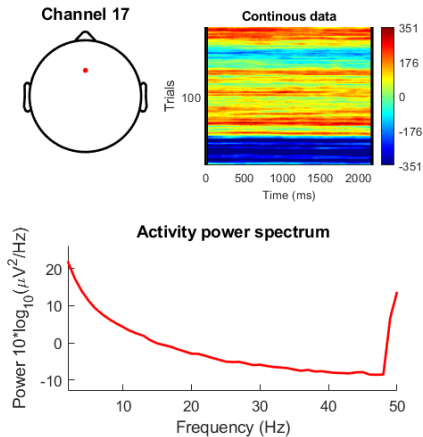 Channel 17
Continous data
Trials
100
351
176
0
-176
-351
0 500 1000 1500 2000
Time (ms)
Activity power spectrum
Power 10*log10(μV2/Hz)
20
10
0
-10
10 20 30 40 50
Frequency (Hz)